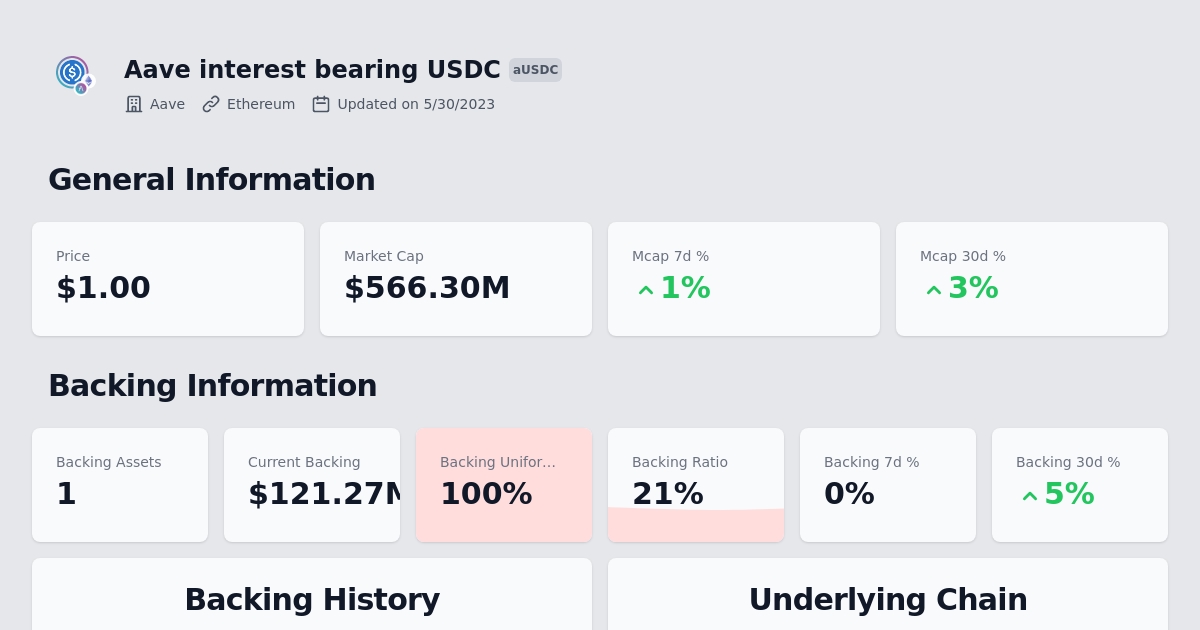 Aave interest bearing USDC aUSDC
Aave Ethereum Updated on 5/30/2023
General Information
Price Market Cap Mcap 7d % Mcap 30d %
$1.00 $566.30M 1% 3%
Backing Information
Backing Assets Current Backing Backing Unifor... Backing Ratio Backing 7d % Backing 30d %
1 $121.27M 100% 21% 0% 5%
Backing History Underlying Chain